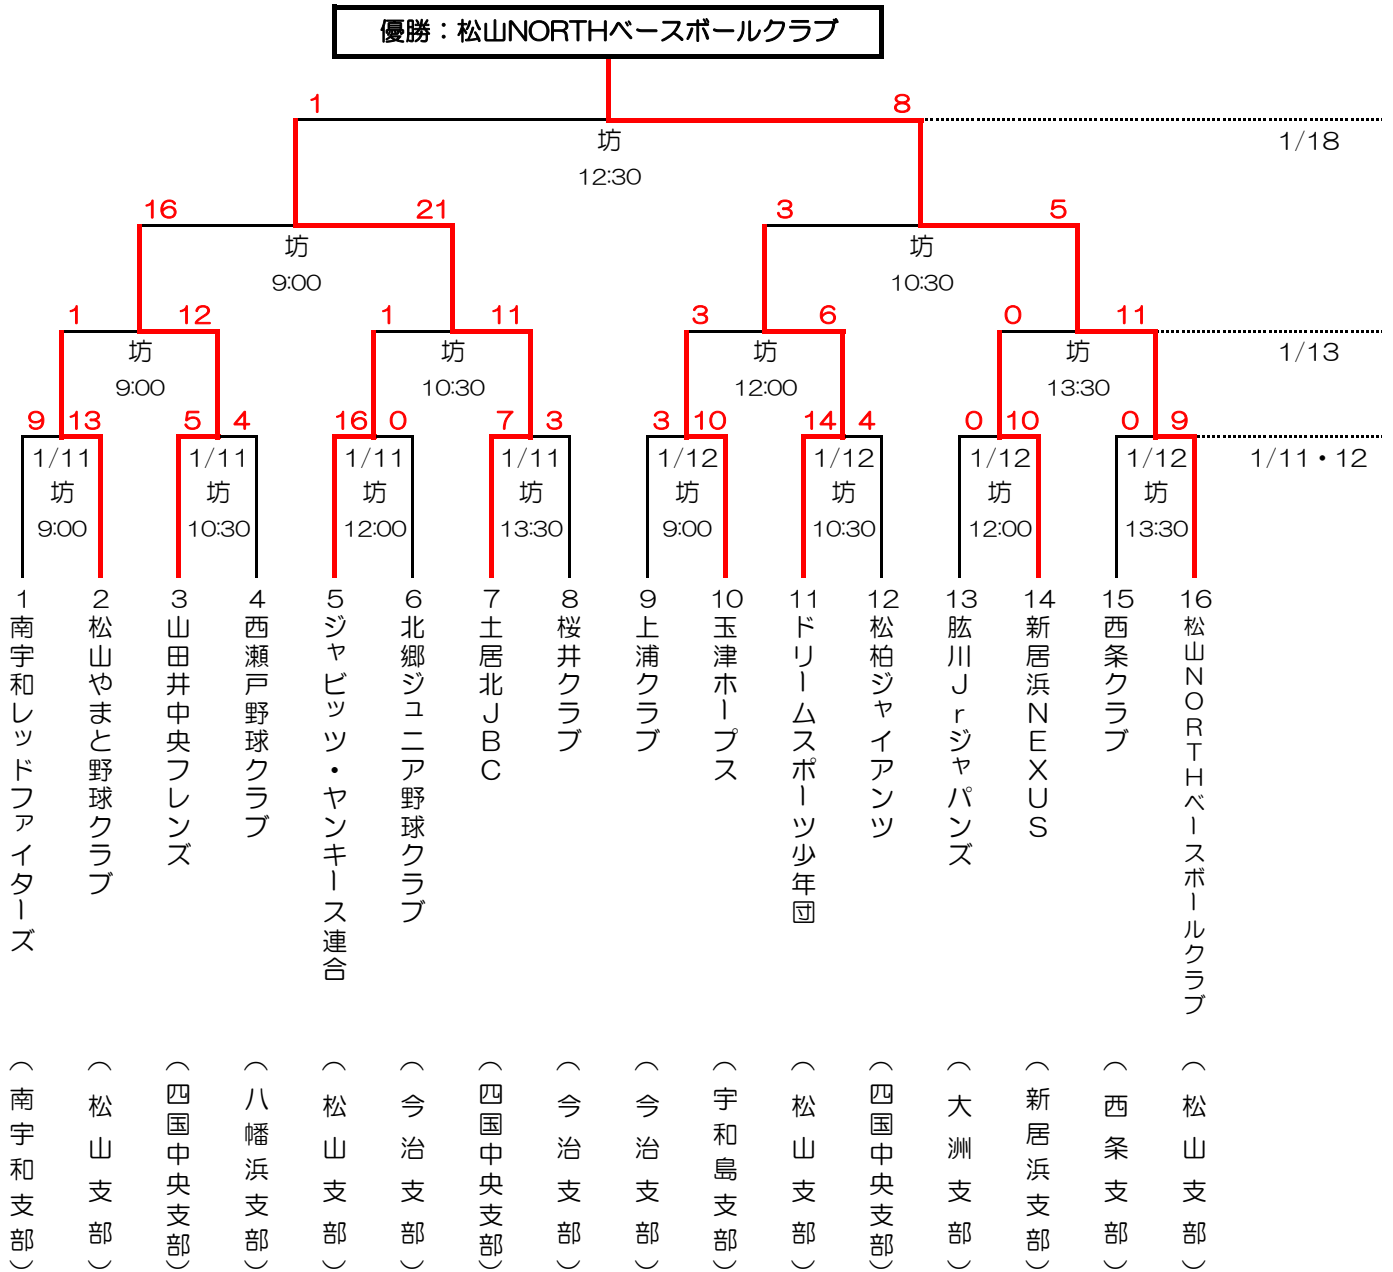 優勝：松山NORTHベースボールクラブ
1 8
坊 1/18
12:30
16 21 3 5
坊 坊
9:00 10:30
1 12 1 11 3 6 0 11
坊 坊 坊 坊 1/13
9:00 10:30 12:00 13:30
9 13 5 4 16 0 7 3 3 10 14 4 0 10 0 9
1/11 1/11 1/11 1/11 1/12 1/12 1/12 1/12 1/11・12
坊 坊 坊 坊 坊 坊 坊 坊
9:00 10:30 12:00 13:30 9:00 10:30 12:00 13:30
1 2 3 4 5 6 7 8 9 10 11 12 13 14 15 16
南宇和レッドファイターズ
松山やまと野球クラブ
山田井中央フレンズ
西瀬戸野球クラブ
ジャビッツ・ヤンキース連合
北郷ジュニア野球クラブ
土居北JBC
桜井クラブ
上浦クラブ
玉津ホープス
ドリームスポーツ少年団
松柏ジャイアンツ
肱川Jrジャパンズ
新居浜NEXUS
西条クラブ
松山NORTHベースボールクラブ
（南宇和支部）
（松山支部）
（四国中央支部）
（八幡浜支部）
（松山支部）
（今治支部）
（四国中央支部）
（今治支部）
（今治支部）
（宇和島支部）
（松山支部）
（四国中央支部）
（大洲支部）
（新居浜支部）
（西条支部）
（松山支部）